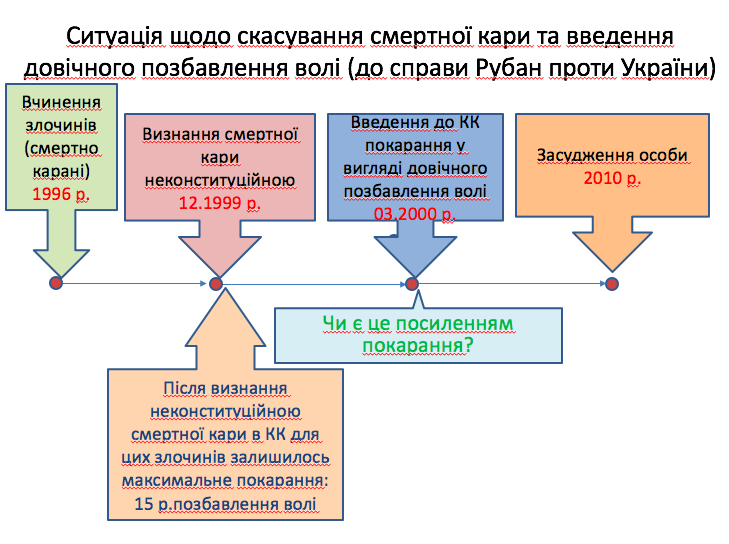 Ситуація щодо скасування смертної кари та введення
довічного позбавлення волі (до справи Рубан проти України)
Вчинення
злочинів
(смертно
карані)
1996 р.
Визнання смертної
кари
неконституційною
12.1999 р.
Введення до КК
покарання у
вигляді довічного
позбавлення волі
03.2000 р.
Засудження особи
2010 р.
Чи є це посиленням
покарання?
Після визнання
неконституційною
смертної кари в КК для
цих злочинів залишилось
максимальне покарання:
15 р.позбавлення волі